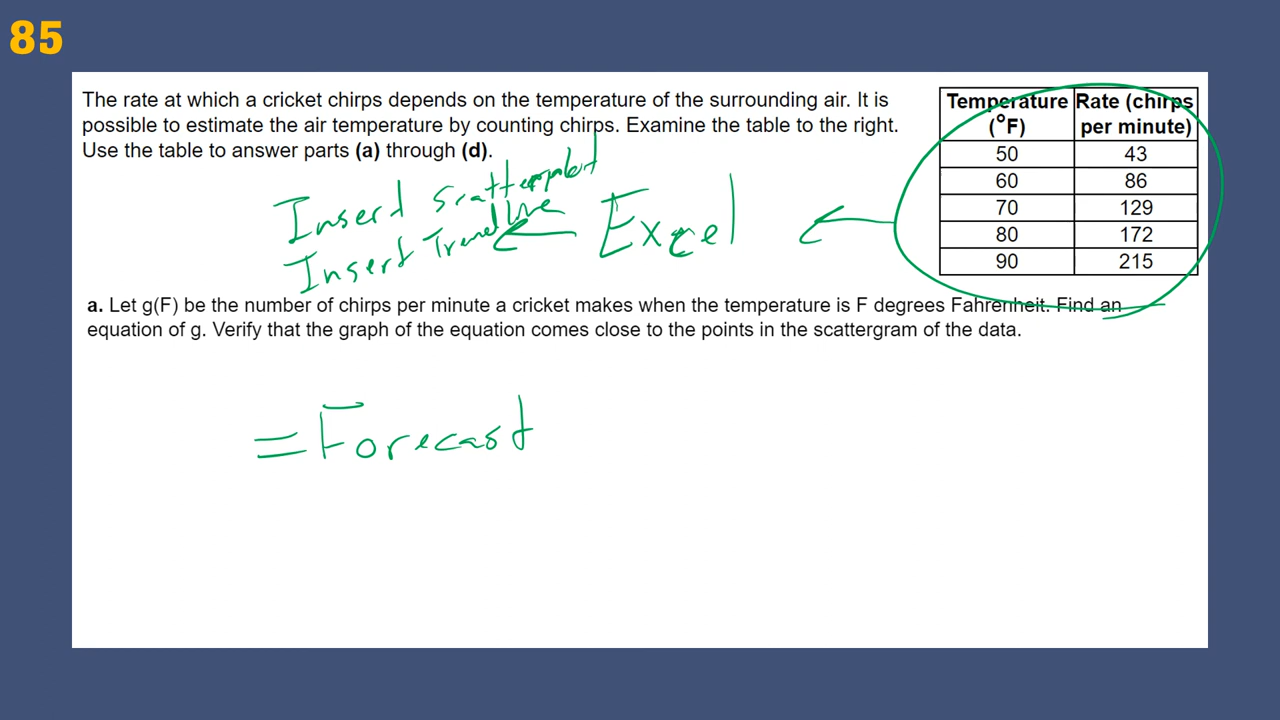 85
The rate at which a cricket chirps depends on the temperature of the surrounding air. It is
possible to estimate the air temperature by counting chirps. Examine the table to the right.
Use the table to answer parts (a) through (d).
Temperature (°F) Rate (chirps per minute)
50 43
60 86
70 129
80 172
90 215
Insert Scatterplot
Insert Trendline
Excel
a. Let g(F) be the number of chirps per minute a cricket makes when the temperature is F degrees Fahrenheit. Find an
equation of g. Verify that the graph of the equation comes close to the points in the scattergram of the data.
=Forecast